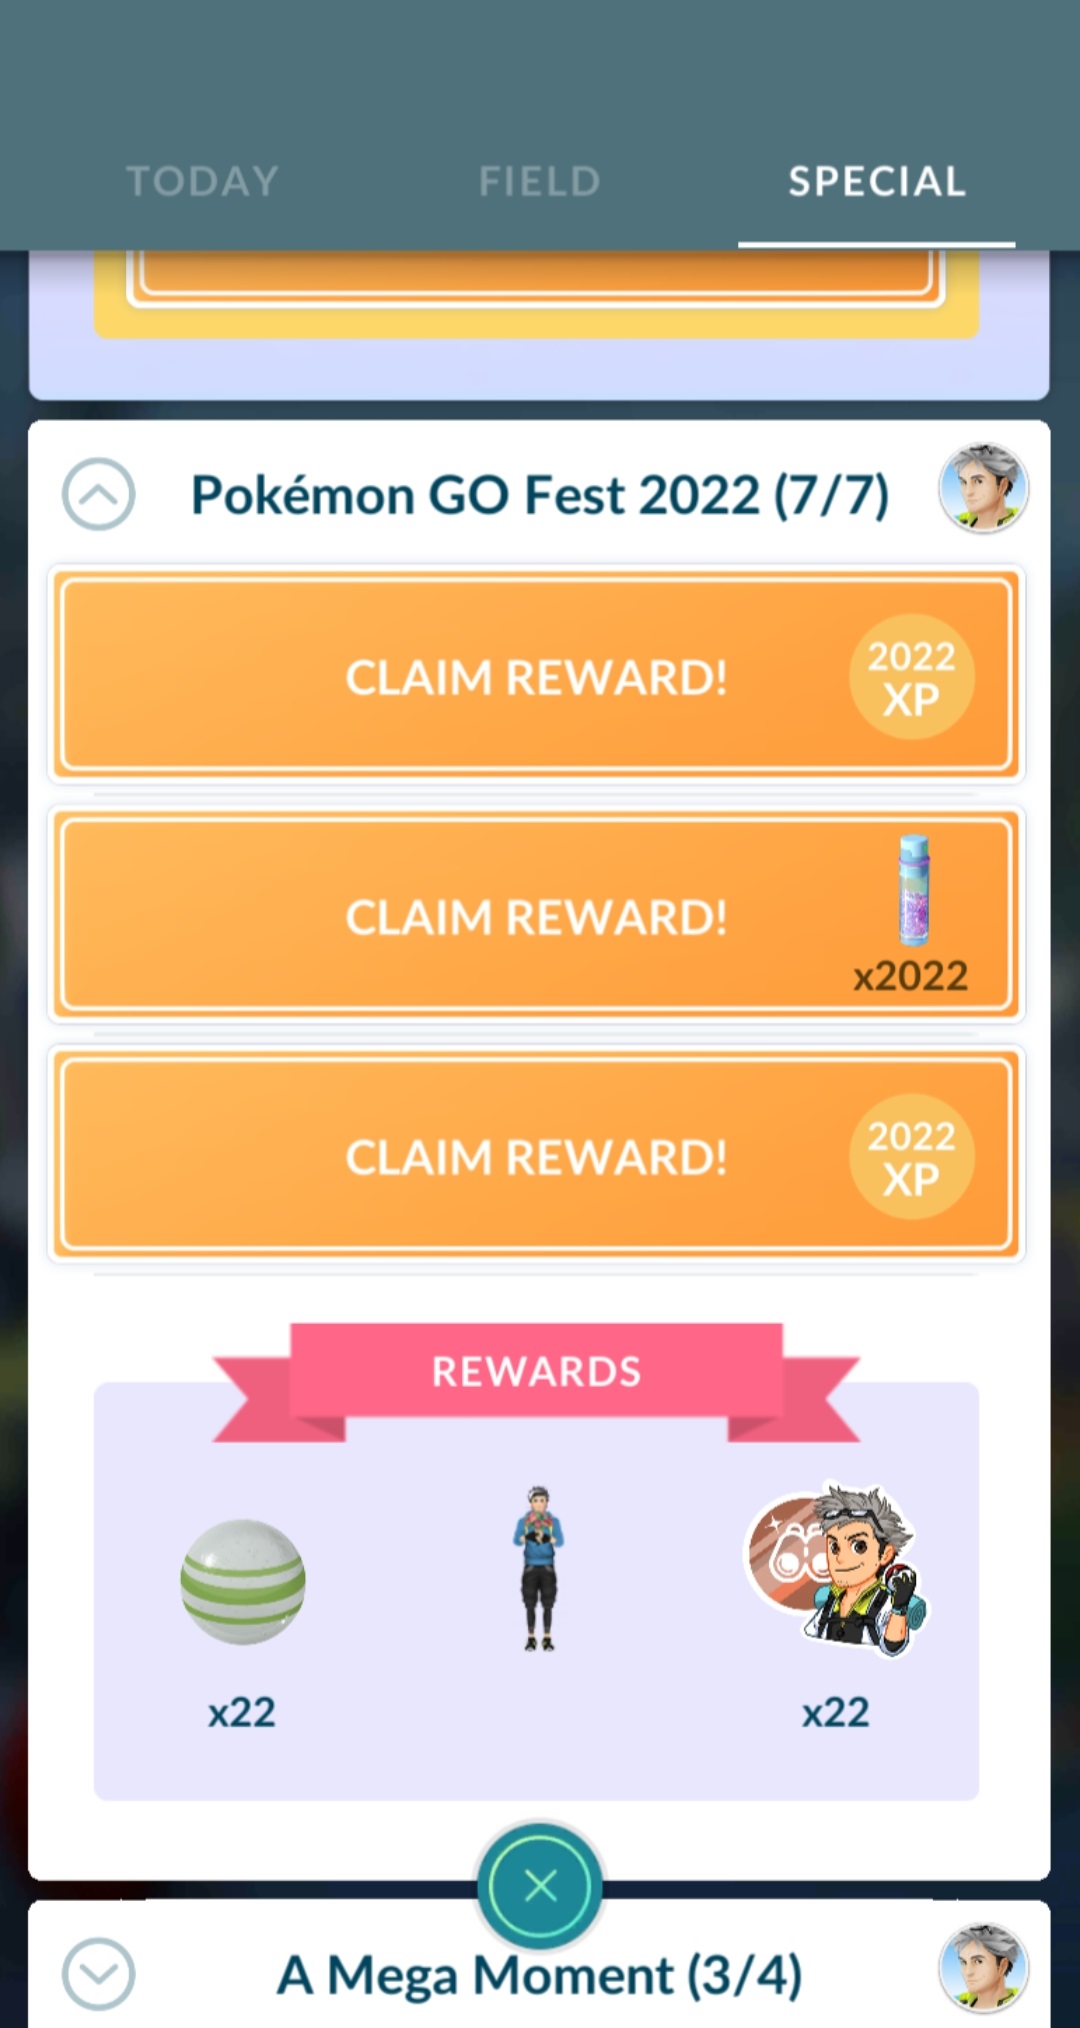 TODAY
FIELD
SPECIAL
Pokémon GO Fest 2022 (7/7)
CLAIM REWARD!
2022
XP
CLAIM REWARD!
x2022
CLAIM REWARD!
2022
XP
REWARDS
x22
x22
A Mega Moment (3/4)